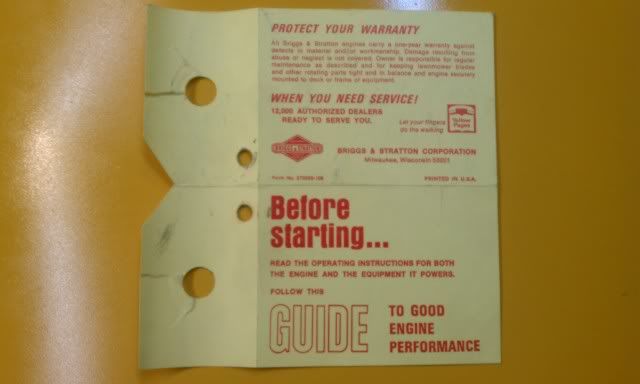 PROTECT YOUR WARRANTY
All Briggs & Stratton engines carry a one-year warranty against
defects in material and/or workmanship. Damage resulting from
abuse or neglect is not covered. Owner is responsible for regular
maintenance as described and for keeping lawnmower blades
and other rotating parts tight and in balance and engine securely
mounted to deck or frame of equipment.
WHEN YOU NEED SERVICE!
12,000 AUTHORIZED DEALERS
READY TO SERVE YOU.
Let your fingers
do the walking
Yellow
Pages
BRIGGS & STRATTON
BRIGGS & STRATTON CORPORATION
Milwaukee, Wisconsin 53201
Form No.
PRINTED IN U.S.A.
Before
starting...
READ THE OPERATING INSTRUCTIONS FOR BOTH
THE ENGINE AND THE EQUIPMENT IT POWERS.
FOLLOW THIS
GUIDE
TO GOOD
ENGINE
PERFORMANCE